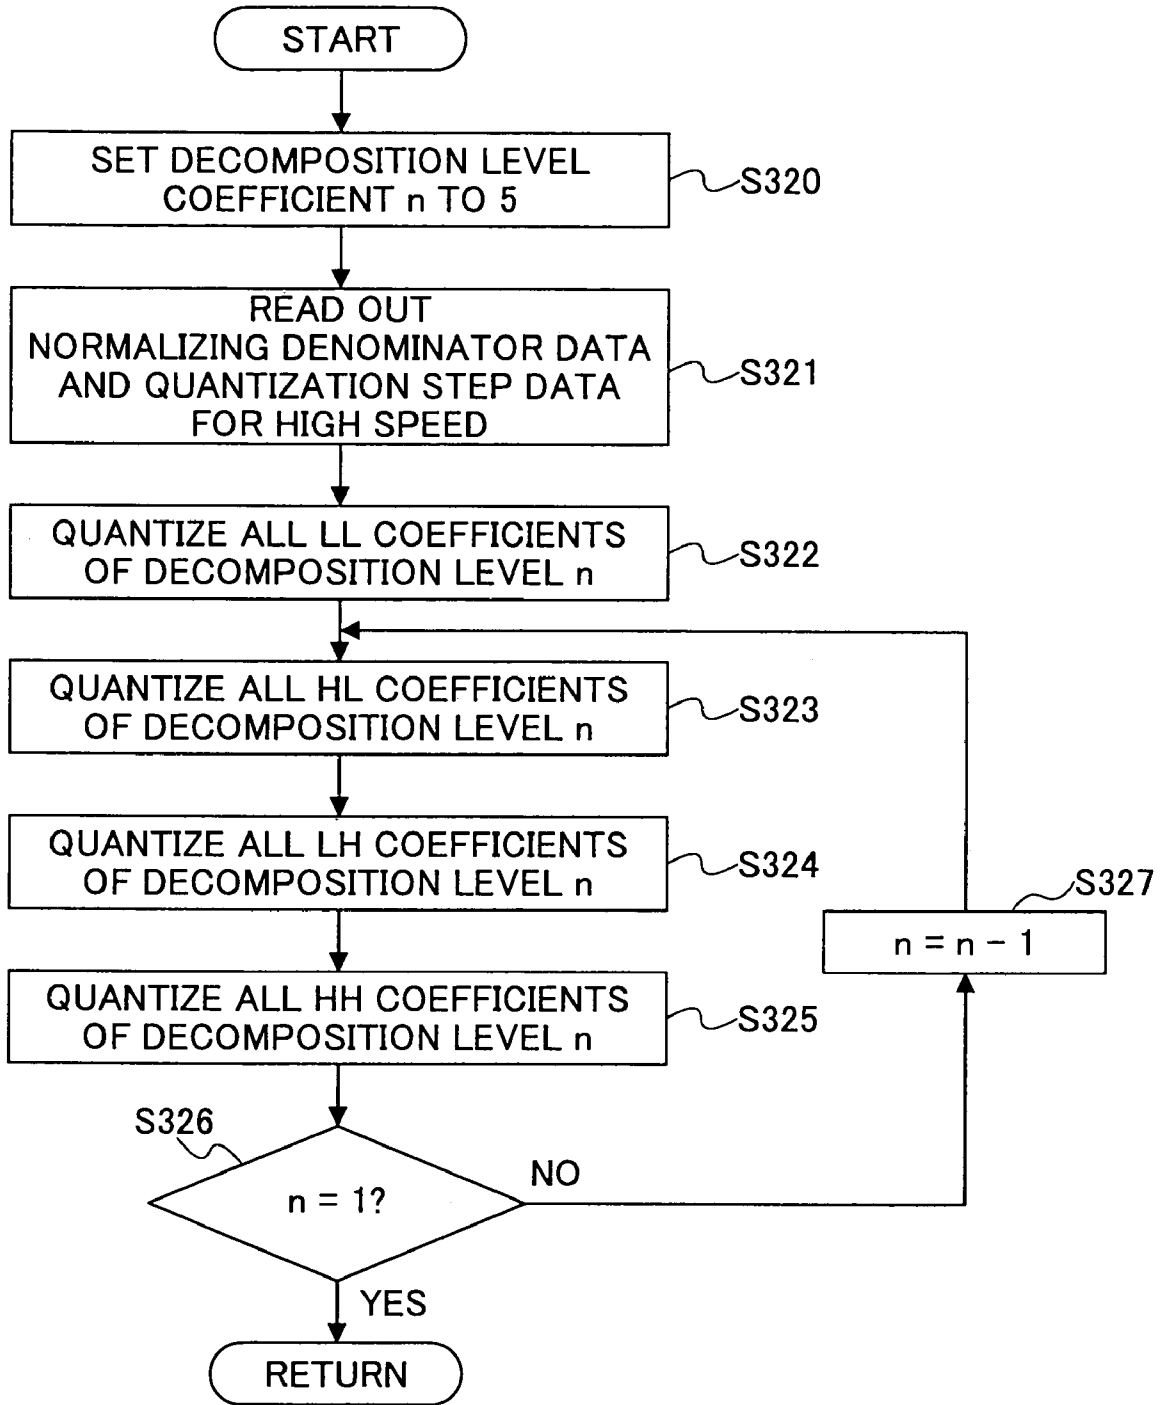 START
SET DECOMPOSITION LEVEL
COEFFICIENT n TO 5
S320
READ OUT
NORMALIZING DENOMINATOR DATA
AND QUANTIZATION STEP DATA
FOR HIGH SPEED
S321
QUANTIZE ALL LL COEFFICIENTS
OF DECOMPOSITION LEVEL n
S322
QUANTIZE ALL HL COEFFICIENTS
OF DECOMPOSITION LEVEL n
S323
QUANTIZE ALL LH COEFFICIENTS
OF DECOMPOSITION LEVEL n
S324
S327
n = n − 1
QUANTIZE ALL HH COEFFICIENTS
OF DECOMPOSITION LEVEL n
S325
S326
n = 1?
NO
YES
RETURN